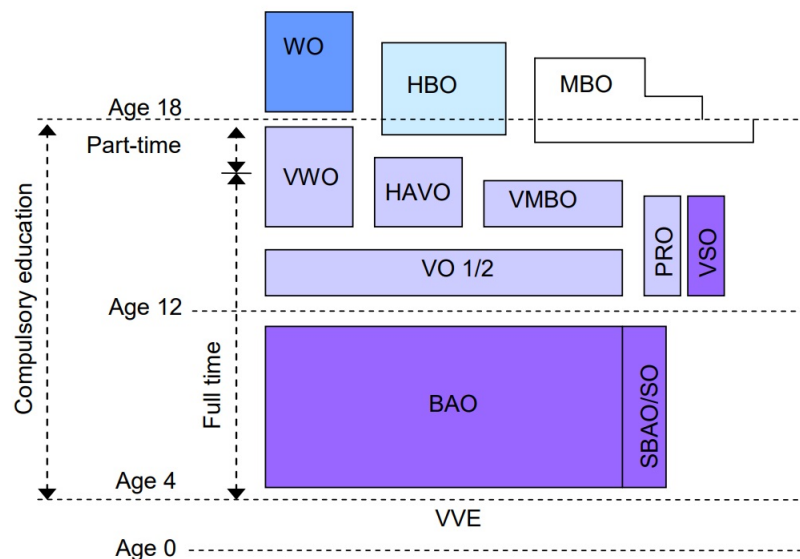 WO
HBO
MBO
Age 18
Part-time
VWO
HAVO
VMBO
PRO
VSO
VO 1/2
Age 12
Compulsory education
Full time
BAO
SBAO/SO
Age 4
VVE
Age 0